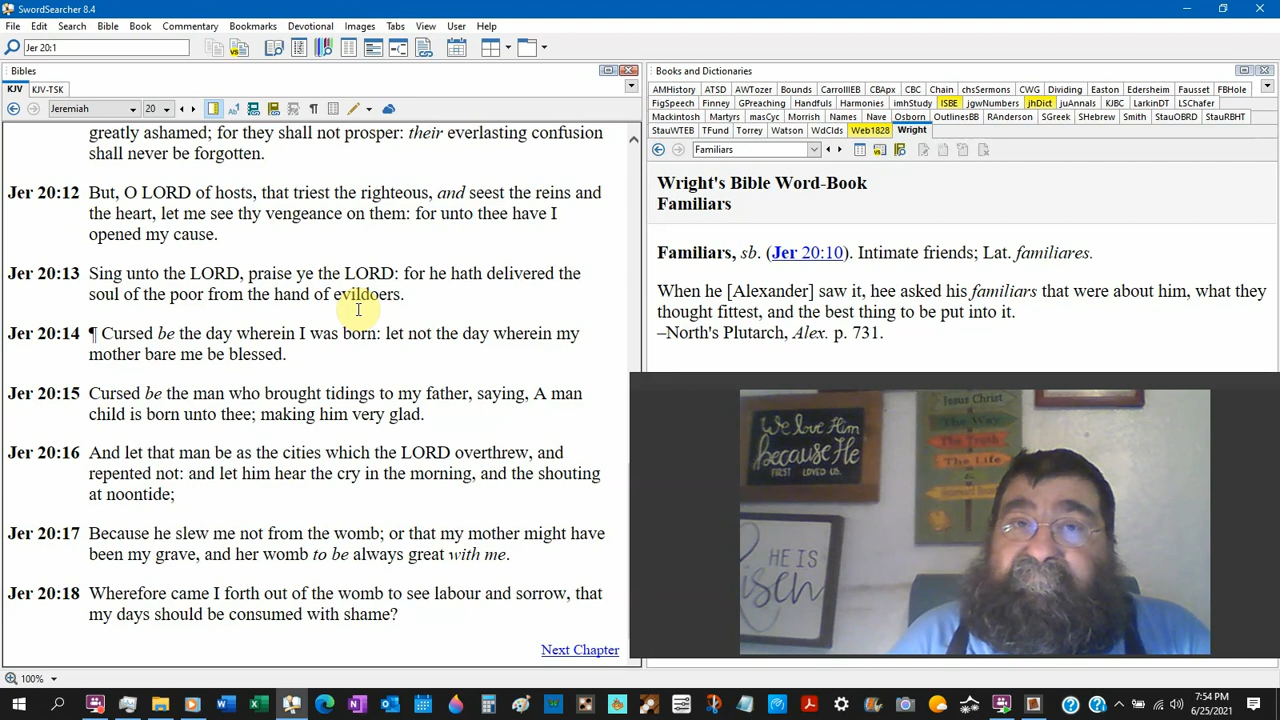 SwordSearcher 8.4
File Edit Search Bible Book Commentary Bookmarks Devotional Images Tabs View User Help
Jer 20:1
Bibles
KJV KJV-TSK
Jeremiah 20
greatly ashamed; for they shall not prosper: their everlasting confusion
shall never be forgotten.
Jer 20:12 But, O LORD of hosts, that triest the righteous, and seest the reins and
the heart, let me see thy vengeance on them: for unto thee have I
opened my cause.
Jer 20:13 Sing unto the LORD, praise ye the LORD: for he hath delivered the
soul of the poor from the hand of evildoers.
Jer 20:14 ¶ Cursed be the day wherein I was born: let not the day wherein my
mother bare me be blessed.
Jer 20:15 Cursed be the man who brought tidings to my father, saying, A man
child is born unto thee; making him very glad.
Jer 20:16 And let that man be as the cities which the LORD overthrew, and
repented not: and let him hear the cry in the morning, and the shouting
at noontide;
Jer 20:17 Because he slew me not from the womb; or that my mother might have
been my grave, and her womb to be always great with me.
Jer 20:18 Wherefore came I forth out of the womb to see labour and sorrow, that
my days should be consumed with shame?
Next Chapter
100%
Books and Dictionaries
AMHistory ATSD AWTozer Bounds CarrollIEB CBApx CBC Chain chsSermons CWG Dividing Easton Edersheim Fausset FBHole
FigSpeech Finney GPreaching Handfuls Harmonies imhStudy ISBE jgwNumbers jhDict juAnnals KJBC LarkinDT LSChafer
Mackintosh Martyrs masCyc Morrish Names Nave Osborn OutlinesBB RAnderson SGreek SHebrew Smith StauOBRD StauRBHT
StauWTEB TFund Torrey Watson WdClds Web1828 Wright
Familiars
Wright's Bible Word-Book
Familiars
Familiars, sb. (Jer 20:10). Intimate friends; Lat. familiares.
When he [Alexander] saw it, hee asked his familiars that were about him, what they
thought fittest, and the best thing to be put into it.
–North's Plutarch, Alex. p. 731.
We love Him
because He
FIRST LOVED US.
HE IS
Risen
Jesus Christ
The Way
The Truth
The Life
7:54 PM
6/25/2021